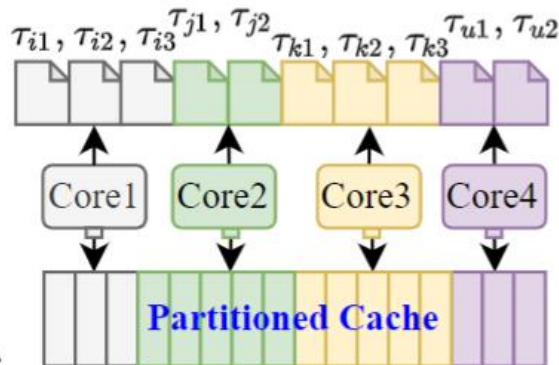 τi1, τi2, τi3 τj1, τj2 τk1, τk2, τk3 τu1, τu2
Core1 Core2 Core3 Core4
Partitioned Cache